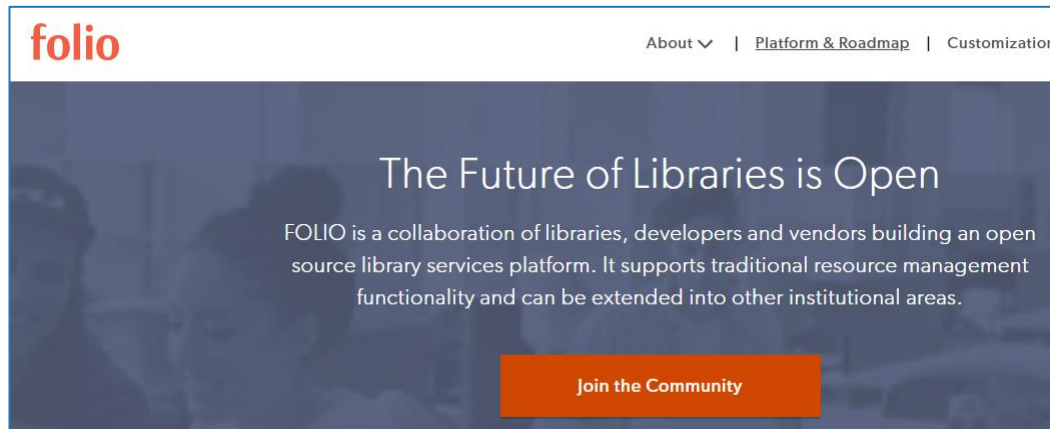 folio
About | Platform & Roadmap | Customization
The Future of Libraries is Open
FOLIO is a collaboration of libraries, developers and vendors building an open
source library services platform. It supports traditional resource management
functionality and can be extended into other institutional areas.
Join the Community